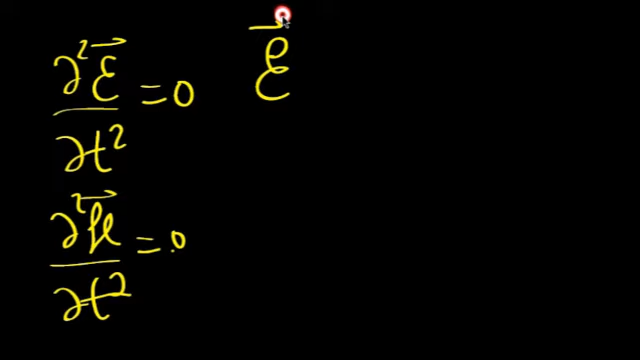 ∂²ℰ⃗/∂t² = 0
ℰ⃗
∂²ℋ⃗/∂t² = 0